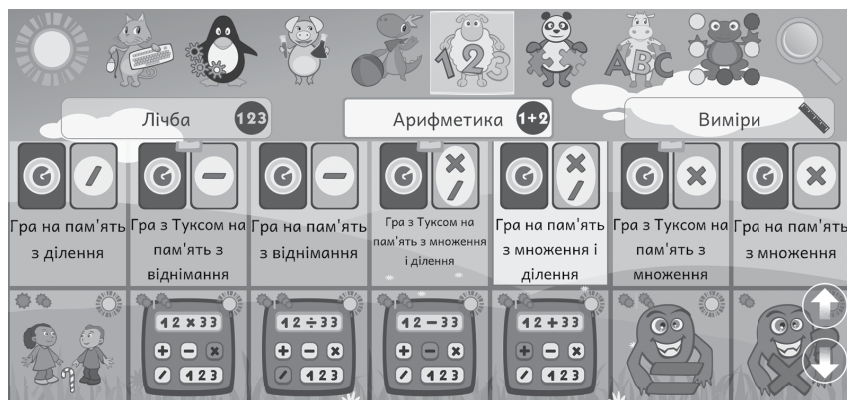 123
ABC
Лічба 123
Арифметика 1+2
Виміри
Гра на пам'ять
з ділення
Гра з Туксом на
пам'ять з
віднімання
Гра на пам'ять
з віднімання
Гра з Туксом на
пам'ять з множення
і ділення
Гра на пам'ять
з множення і
ділення
Гра з Туксом на
пам'ять з
множення
Гра на пам'ять
з множення
12×33
+ − ×
/ 123
12÷33
+ − ×
/ 123
12−33
+ − ×
/ 123
12+33
+ − ×
/ 123